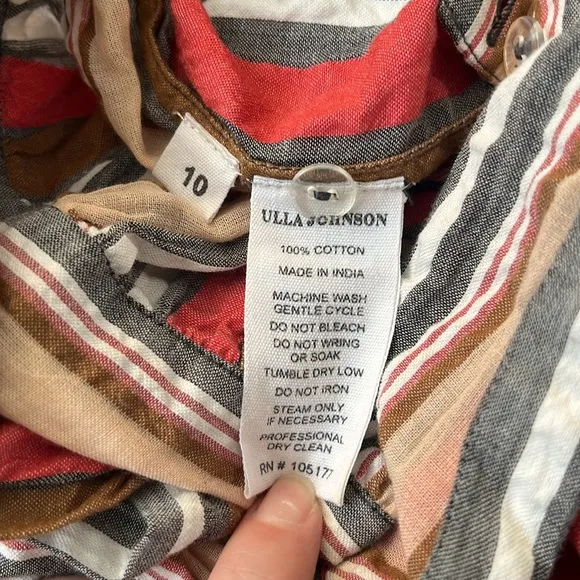 10
ULLA JOHNSON
100% COTTON
MADE IN INDIA
MACHINE WASH
GENTLE CYCLE
DO NOT BLEACH
DO NOT WRING
OR SOAK
TUMBLE DRY LOW
DO NOT IRON
STEAM ONLY
IF NECESSARY
PROFESSIONAL
DRY CLEAN
RN # 105177